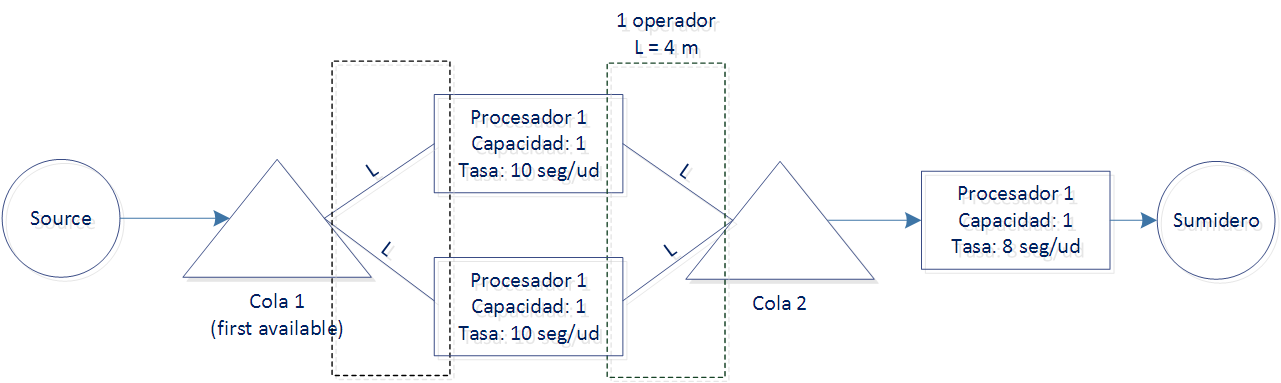 1 operador
L = 4 m
Source
Cola 1
(first available)
L
L
Procesador 1
Capacidad: 1
Tasa: 10 seg/ud
Procesador 1
Capacidad: 1
Tasa: 10 seg/ud
L
L
Cola 2
Procesador 1
Capacidad: 1
Tasa: 8 seg/ud
Sumidero